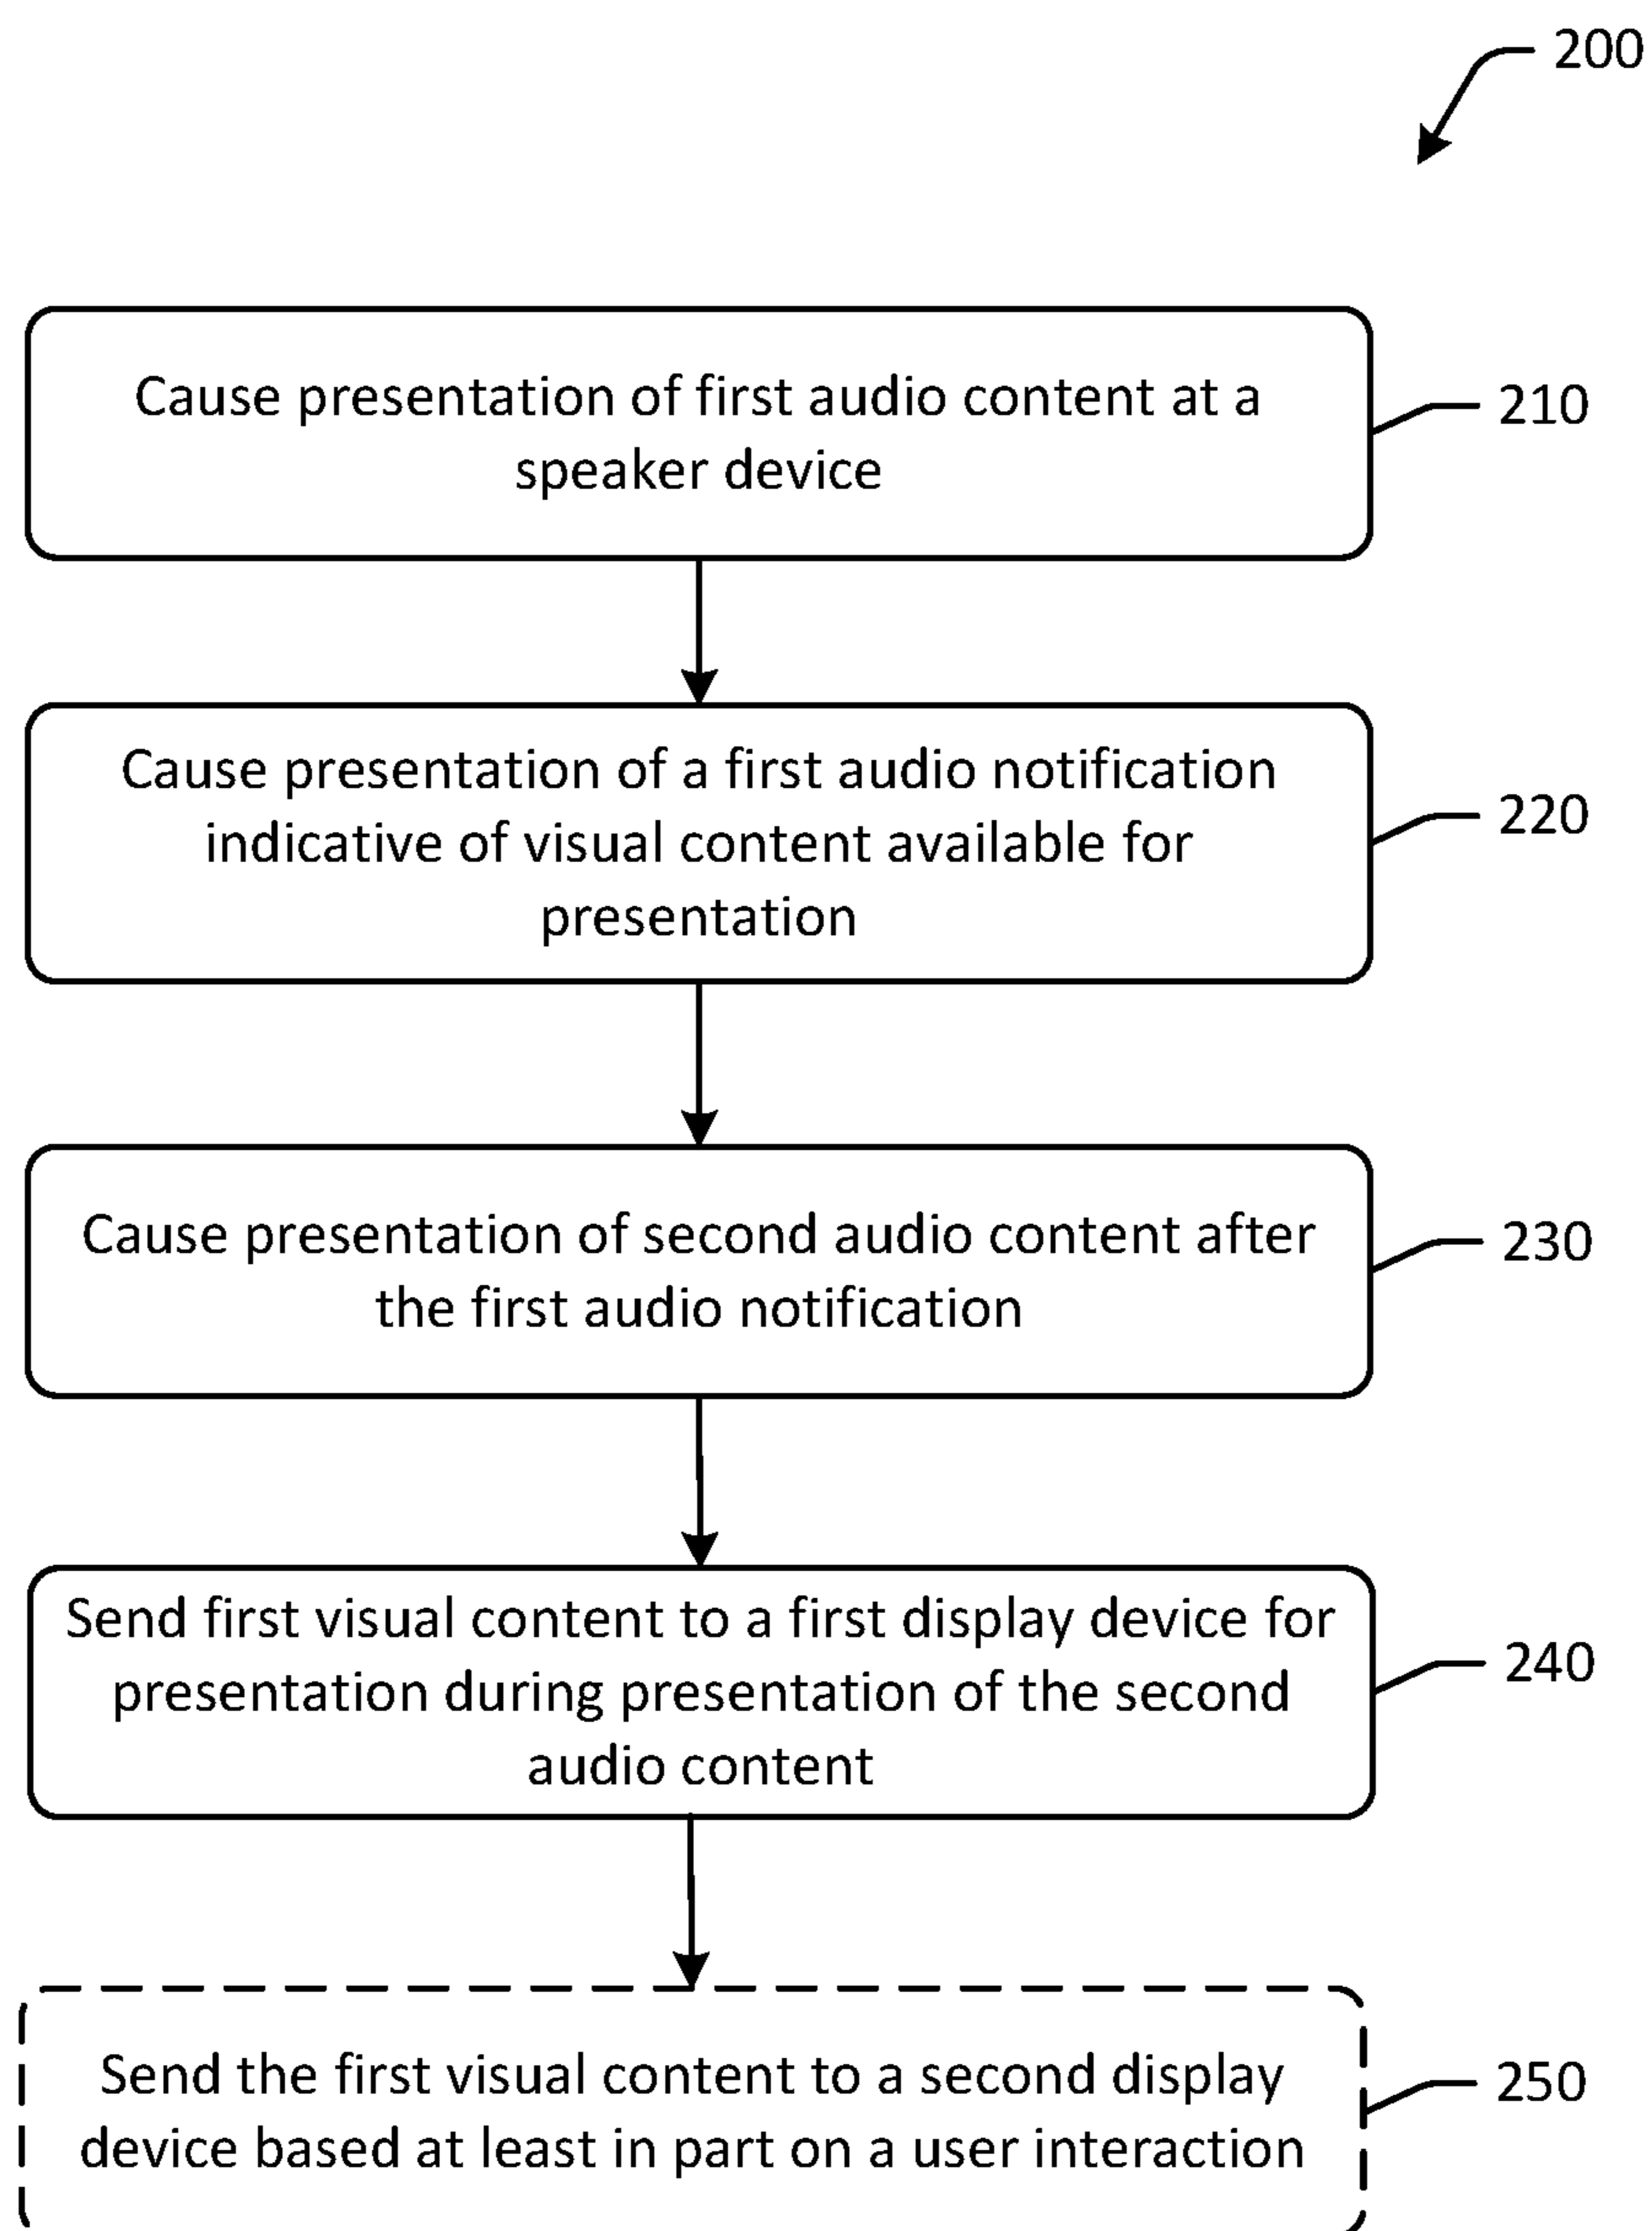 200
Cause presentation of first audio content at a
speaker device
210
Cause presentation of a first audio notification
indicative of visual content available for
presentation
220
Cause presentation of second audio content after
the first audio notification
230
Send first visual content to a first display device for
presentation during presentation of the second
audio content
240
Send the first visual content to a second display
device based at least in part on a user interaction
250